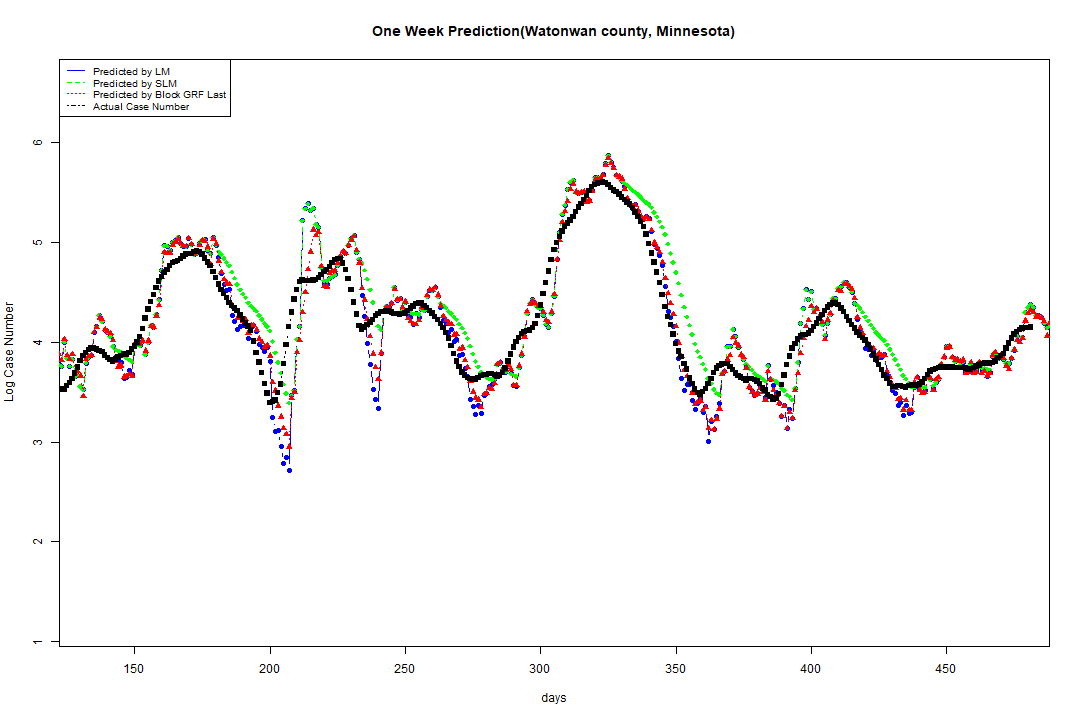 One Week Prediction(Watonwan county, Minnesota)
Predicted by LM
Predicted by SLM
Predicted by Block GRF Last
Actual Case Number
6
5
4
3
2
1
Log Case Number
150 200 250 300 350 400 450
days